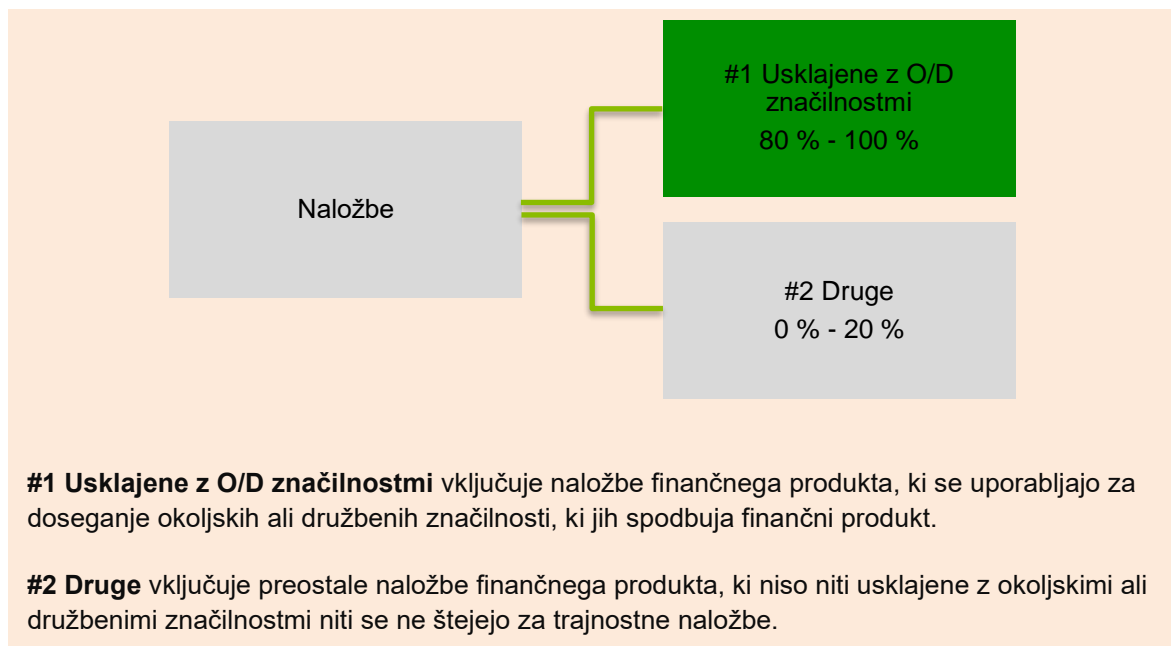 #1 Usklajene z O/D
značilnostmi
80 % - 100 %
Naložbe
#2 Druge
0 % - 20 %
#1 Usklajene z O/D značilnostmi vključuje naložbe finančnega produkta, ki se uporabljajo za
doseganje okoljskih ali družbenih značilnosti, ki jih spodbuja finančni produkt.
#2 Druge vključuje preostale naložbe finančnega produkta, ki niso niti usklajene z okoljskimi ali
družbenimi značilnostmi niti se ne štejejo za trajnostne naložbe.